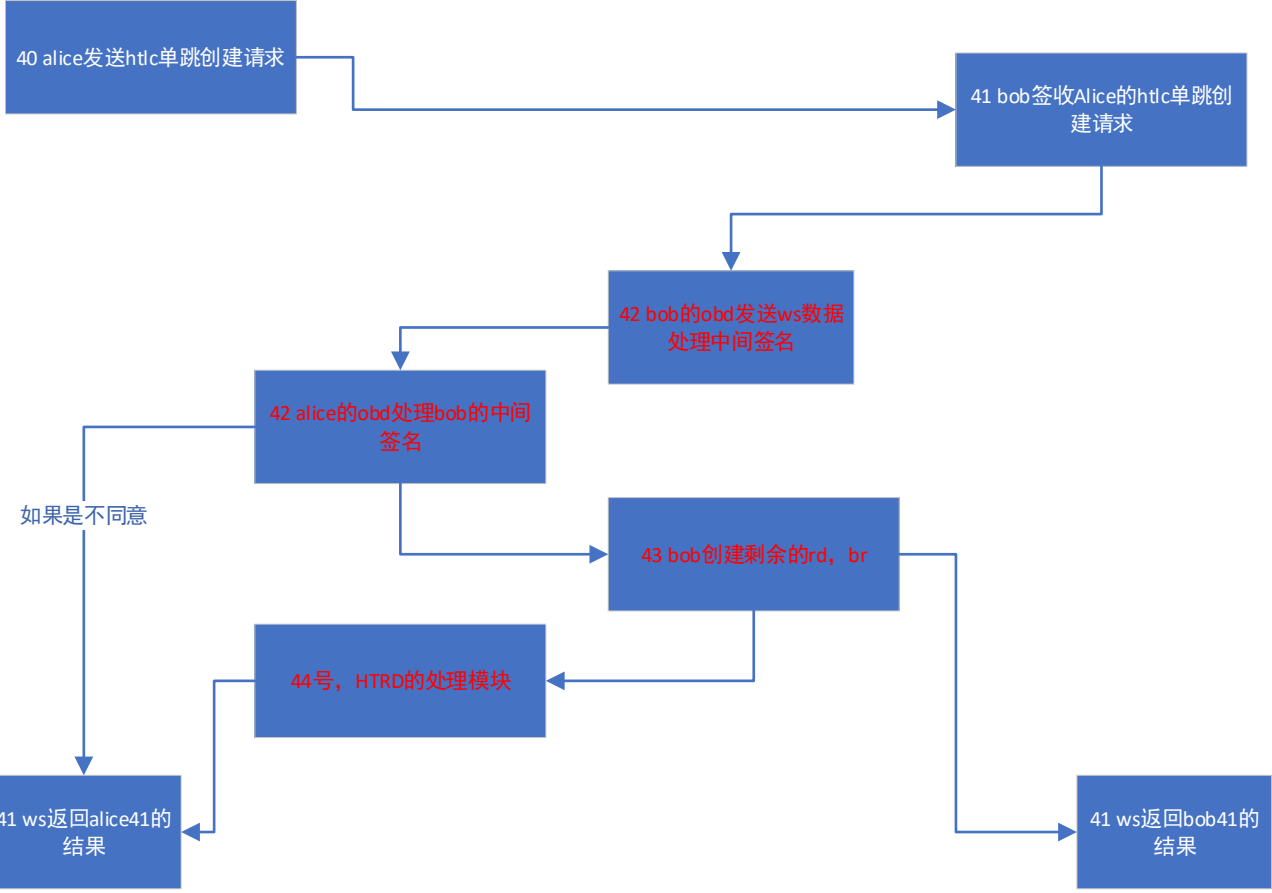 40 alice发送htlc单跳创建请求
41 bob签收Alice的htlc单跳创
建请求
42 bob的obd发送ws数据
处理中间签名
42 alice的obd处理bob的中间
签名
如果是不同意
43 bob创建剩余的rd，br
44号，HTRD的处理模块
41 ws返回alice41的
结果
41 ws返回bob41的
结果